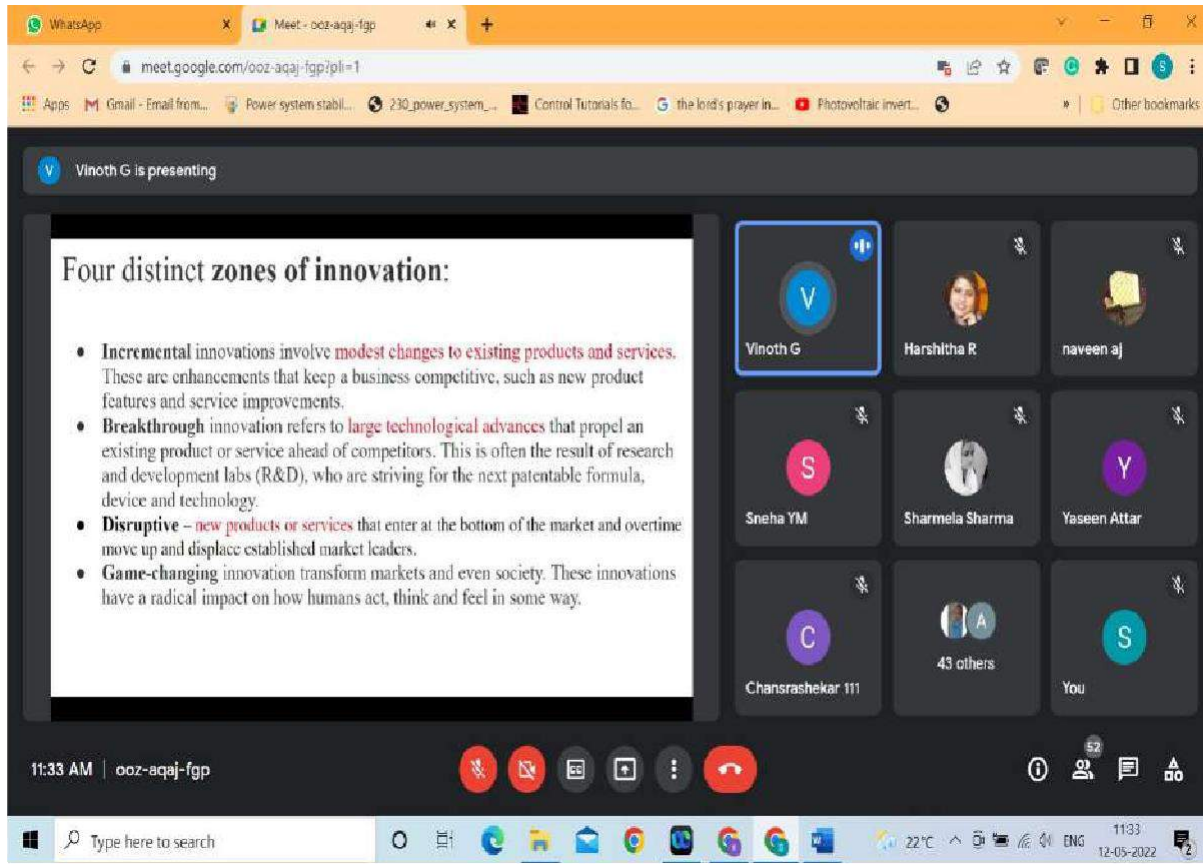 WhatsApp
Meet - ooz-aqaj-fgp
meet.google.com/ooz-aqaj-fgp?pli=1
Apps
Gmail - Email from...
Power system stabil...
230_power_system_...
Control Tutorials fo...
the lord's prayer in...
Photovoltaic invert...
»
Other bookmarks
V
Vinoth G is presenting
Four distinct zones of innovation:
• Incremental innovations involve modest changes to existing products and services.
These are enhancements that keep a business competitive, such as new product
features and service improvements.
• Breakthrough innovation refers to large technological advances that propel an
existing product or service ahead of competitors. This is often the result of research
and development labs (R&D), who are striving for the next patentable formula,
device and technology.
• Disruptive – new products or services that enter at the bottom of the market and overtime
move up and displace established market leaders.
• Game-changing innovation transform markets and even society. These innovations
have a radical impact on how humans act, think and feel in some way.
V
Vinoth G
Harshitha R
naveen aj
S
Sneha YM
Sharmela Sharma
Y
Yaseen Attar
C
Chansrashekar 111
A
43 others
S
You
11:33 AM | ooz-aqaj-fgp
CC
52
Type here to search
22°C
ENG
11:33
12-05-2022
2